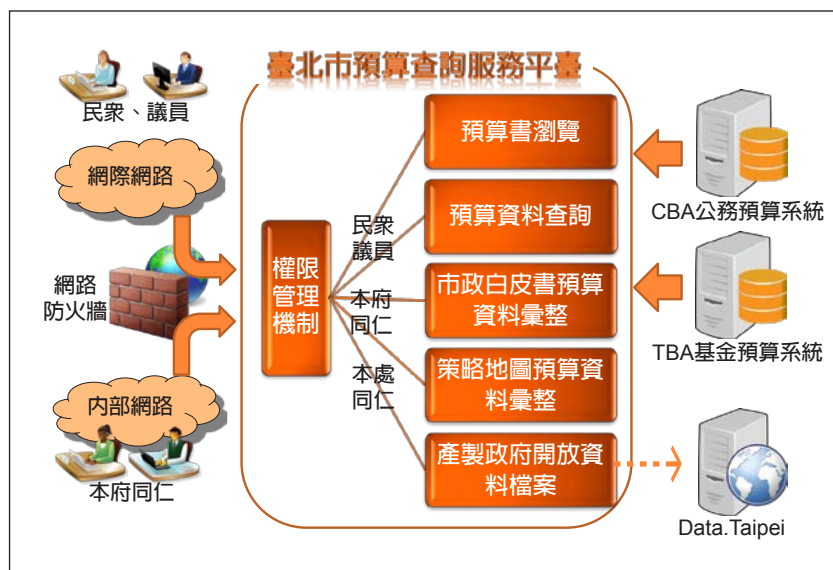 臺北市預算查詢服務平臺
民眾、議員
網際網路
網路
防火牆
內部網路
本府同仁
權限
管理
機制
民眾
議員
本府
同仁
本處
同仁
預算書瀏覽
預算資料查詢
市政白皮書預算
資料彙整
策略地圖預算資
料彙整
產製政府開放資
料檔案
CBA公務預算系統
TBA基金預算系統
Data.Taipei